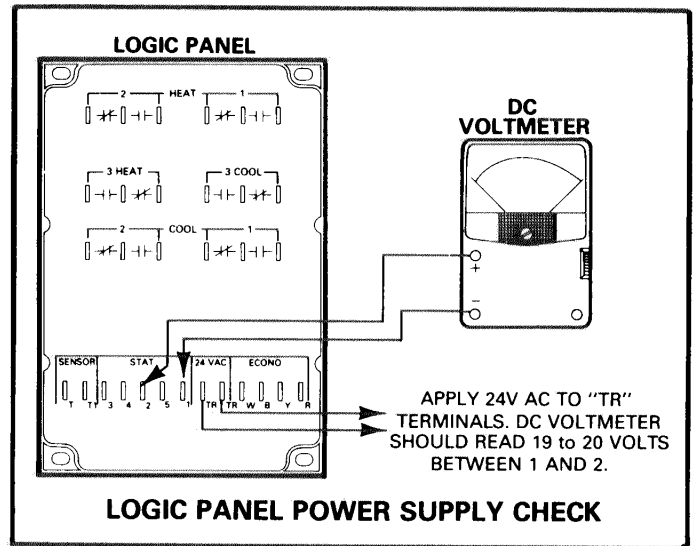 LOGIC PANEL
2 HEAT 1
3 HEAT 3 COOL
2 COOL 1
DC
VOLTMETER
+
−
SENSOR STAT 24 VAC ECONO
T T1 3 4 2 5 1 TR TR W B Y R
APPLY 24V AC TO "TR"
TERMINALS. DC VOLTMETER
SHOULD READ 19 to 20 VOLTS
BETWEEN 1 AND 2.
LOGIC PANEL POWER SUPPLY CHECK